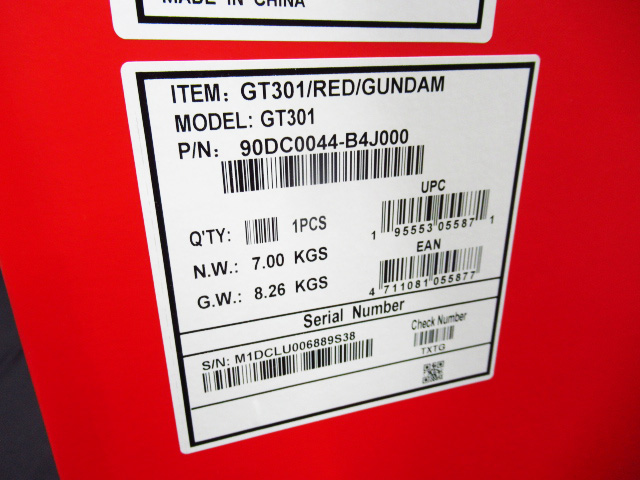 MADE IN CHINA
ITEM: GT301/RED/GUNDAM
MODEL: GT301
P/N: 90DC0044-B4J000
UPC
Q'TY: 1PCS
1 95553 05587 1
EAN
N.W.: 7.00 KGS
4 711081 055877
G.W.: 8.26 KGS
Serial Number
Check Number
S/N: M1DCLU006889S38
TXTG